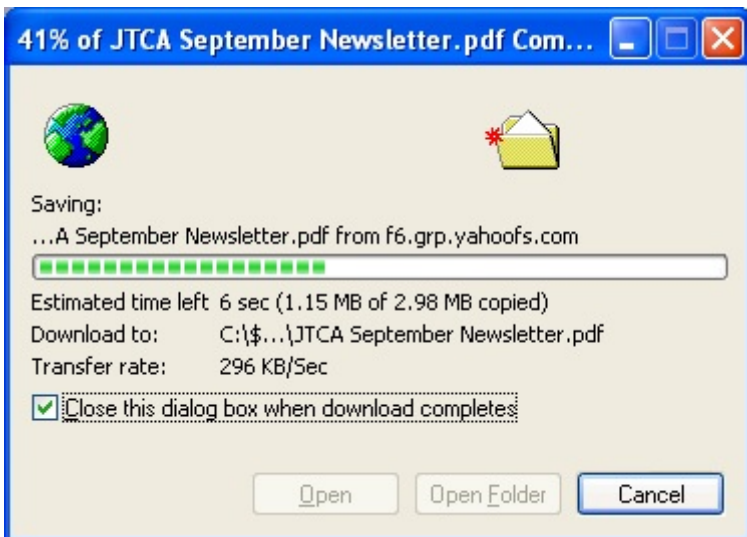 41% of JTCA September Newsletter.pdf Com...
Saving:
...A September Newsletter.pdf from f6.grp.yahoofs.com
Estimated time left 6 sec (1.15 MB of 2.98 MB copied)
Download to: C:\$...\JTCA September Newsletter.pdf
Transfer rate: 296 KB/Sec
Close this dialog box when download completes
Open Open Folder Cancel